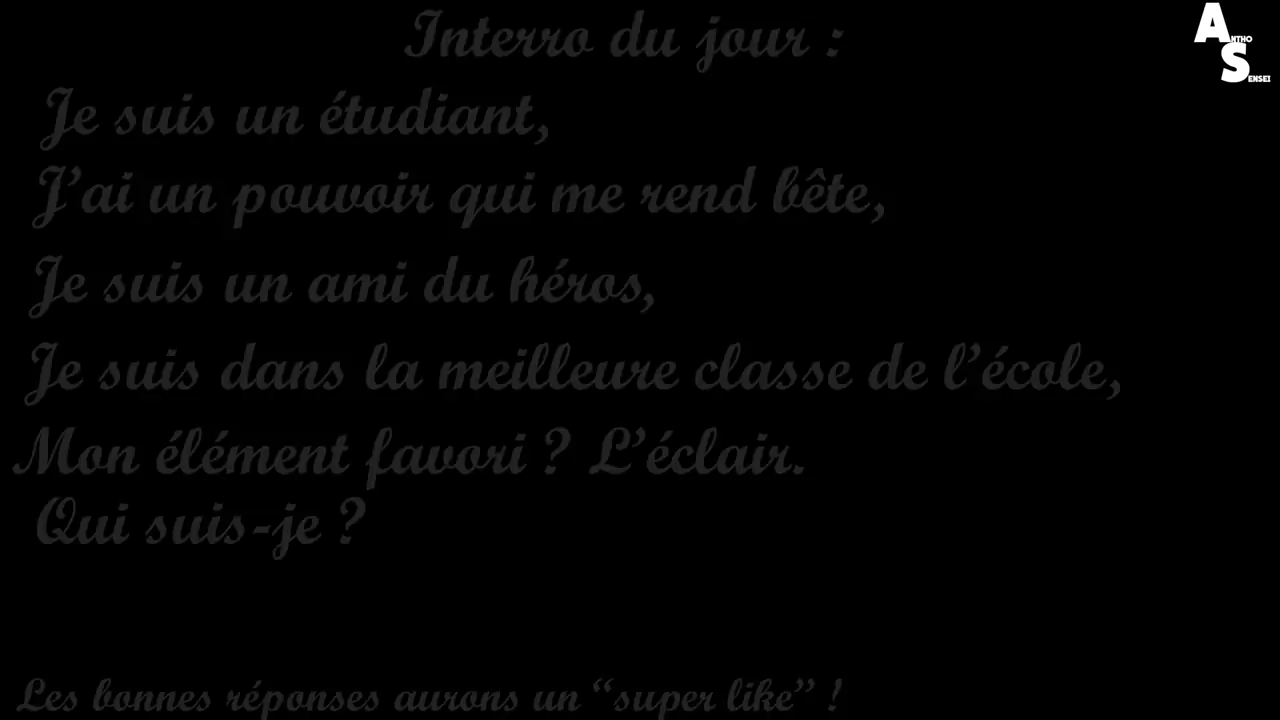 Interro du jour :
Je suis un étudiant,
J'ai un pouvoir qui me rend bête,
Je suis un ami du héros,
Je suis dans la meilleure classe de l'école,
Mon élément favori ? L'éclair.
Qui suis-je ?
Les bonnes réponses aurons un “super like” !
ANTHO
SENSEI